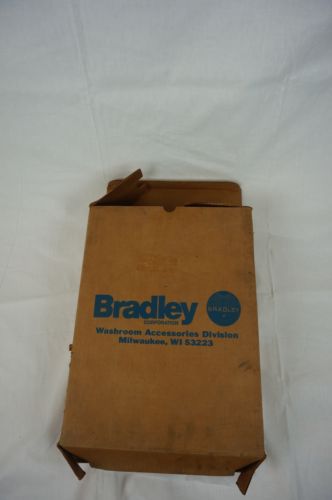 Bradley
CORPORATION
BRADLEY
Washroom Accessories Division
Milwaukee, WI 53223